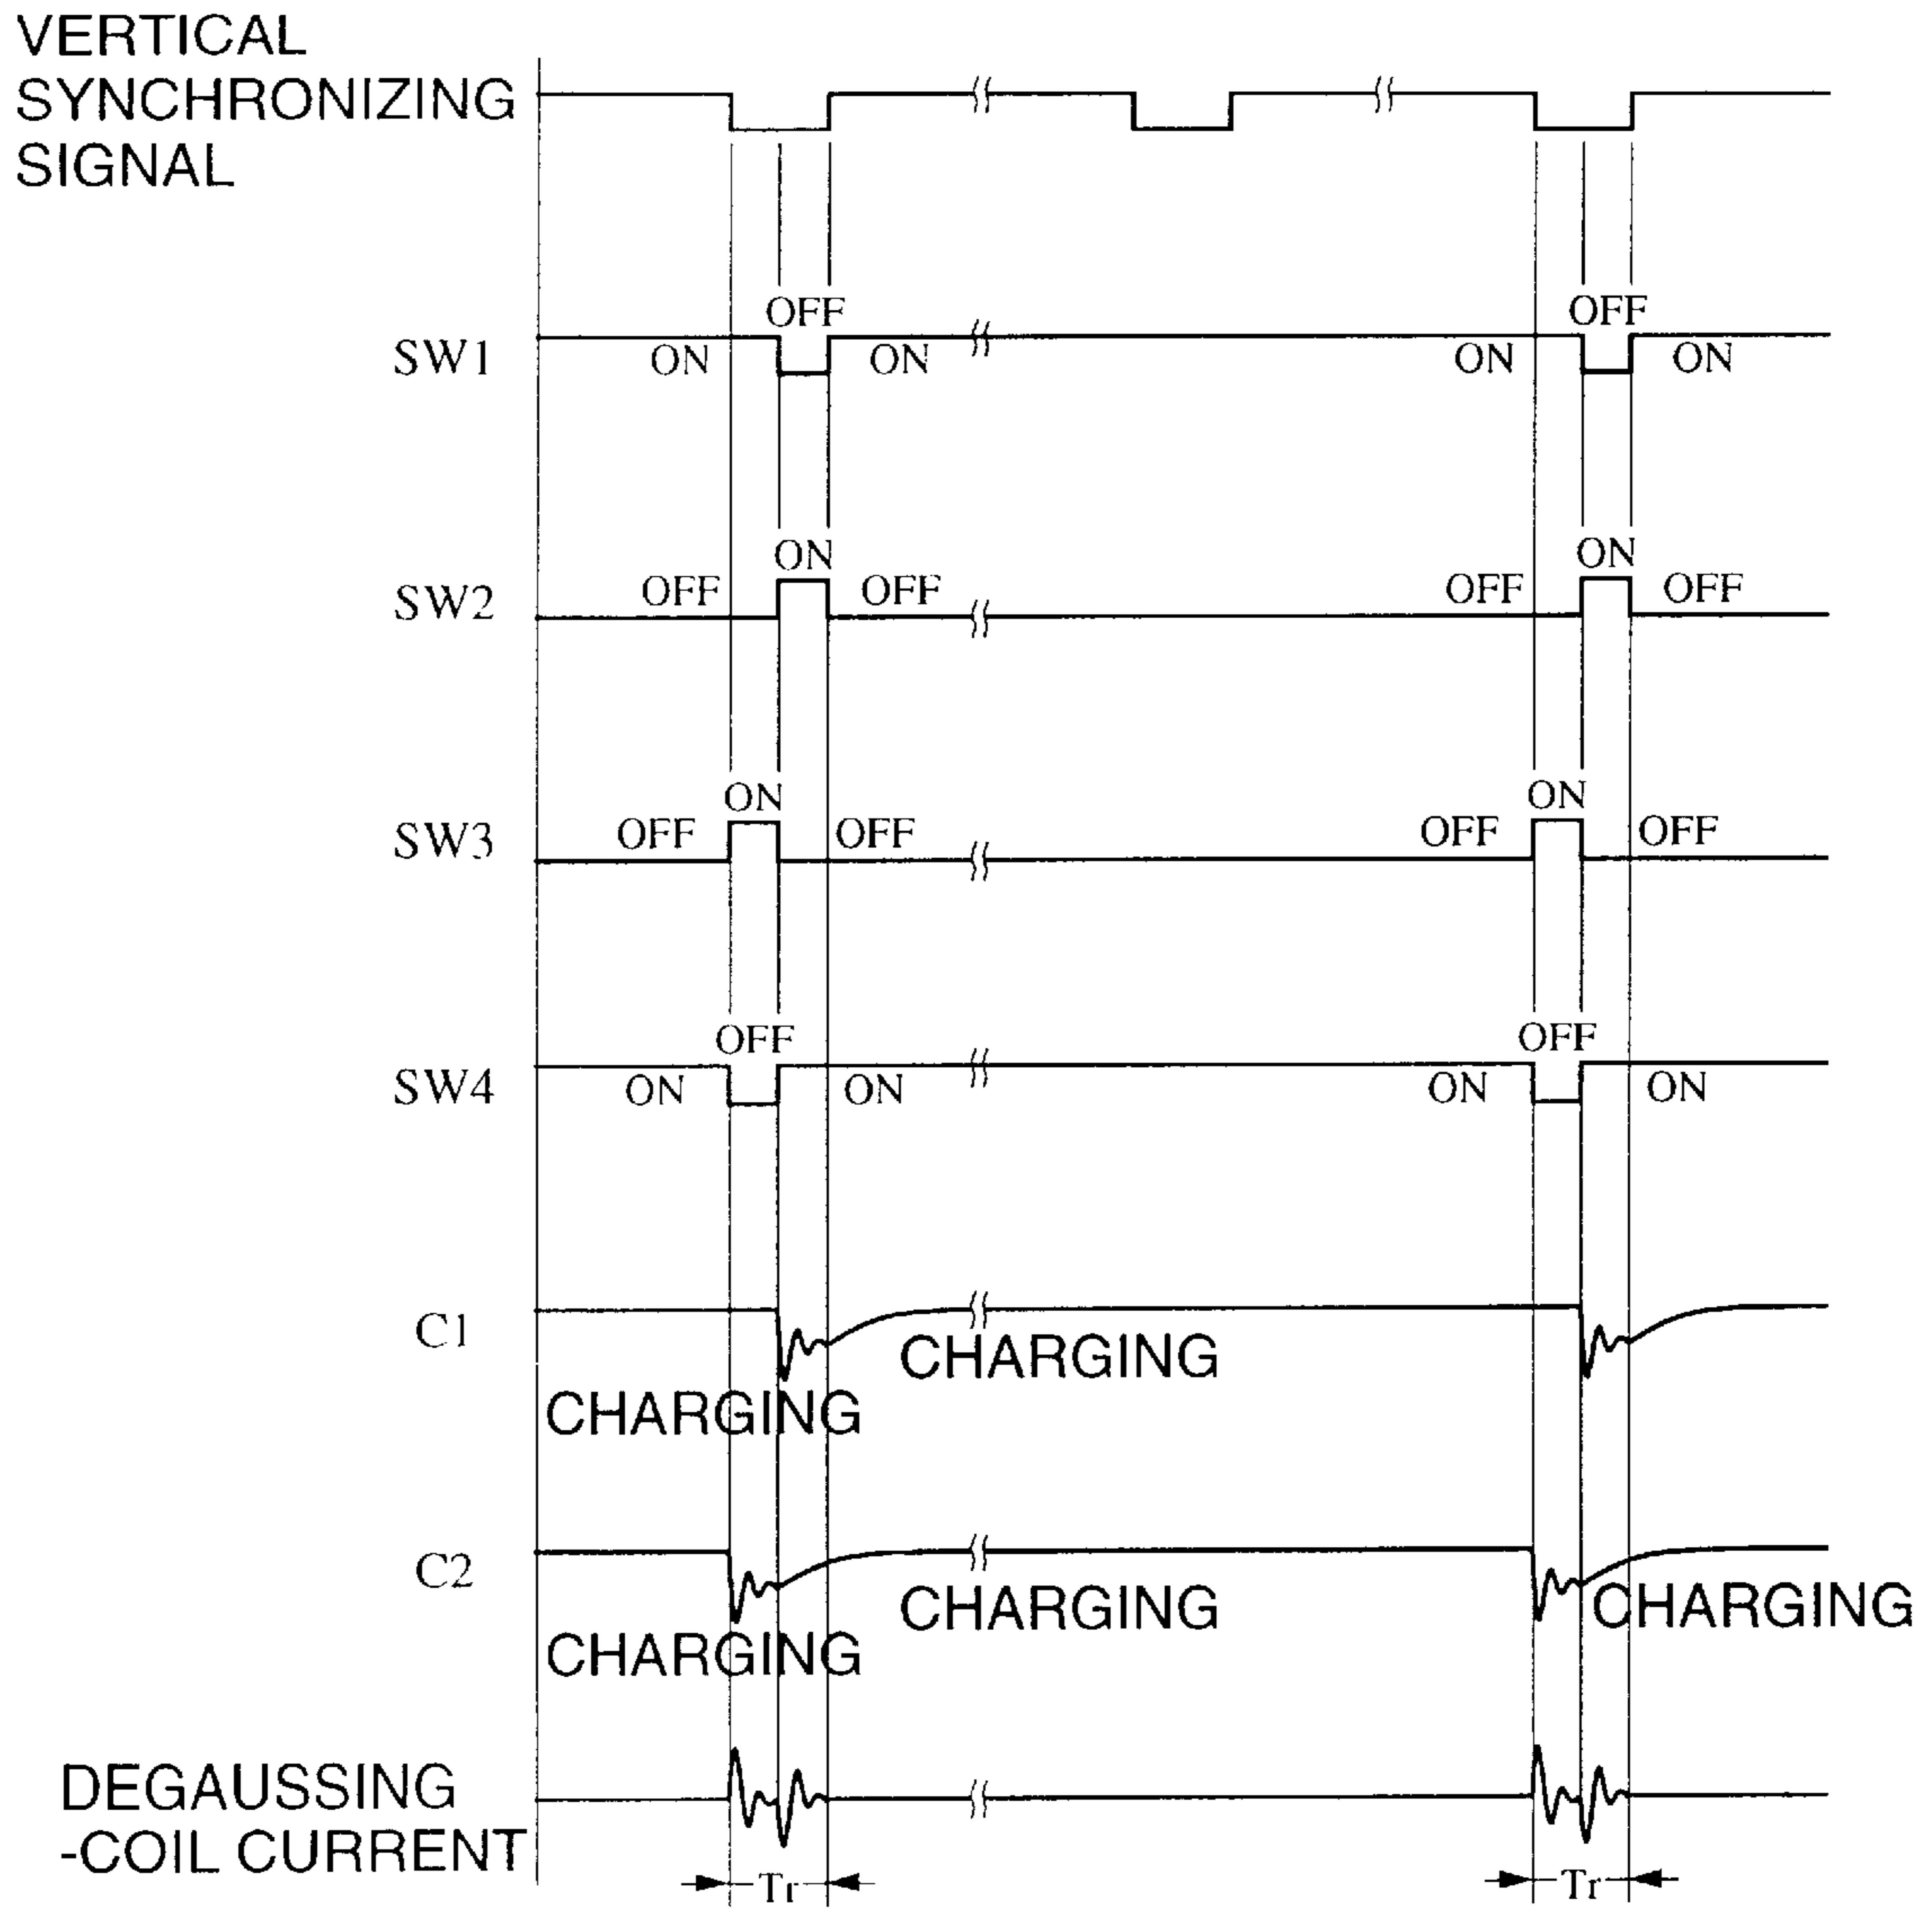 VERTICAL
SYNCHRONIZING
SIGNAL
OFF OFF
SW1 ON ON ON ON
ON ON
SW2 OFF OFF OFF OFF
ON ON
SW3 OFF OFF OFF OFF
OFF OFF
SW4 ON ON ON ON
C1
CHARGING
CHARGING
C2
CHARGING CHARGING
CHARGING
DEGAUSSING
-COIL CURRENT
Tr Tr